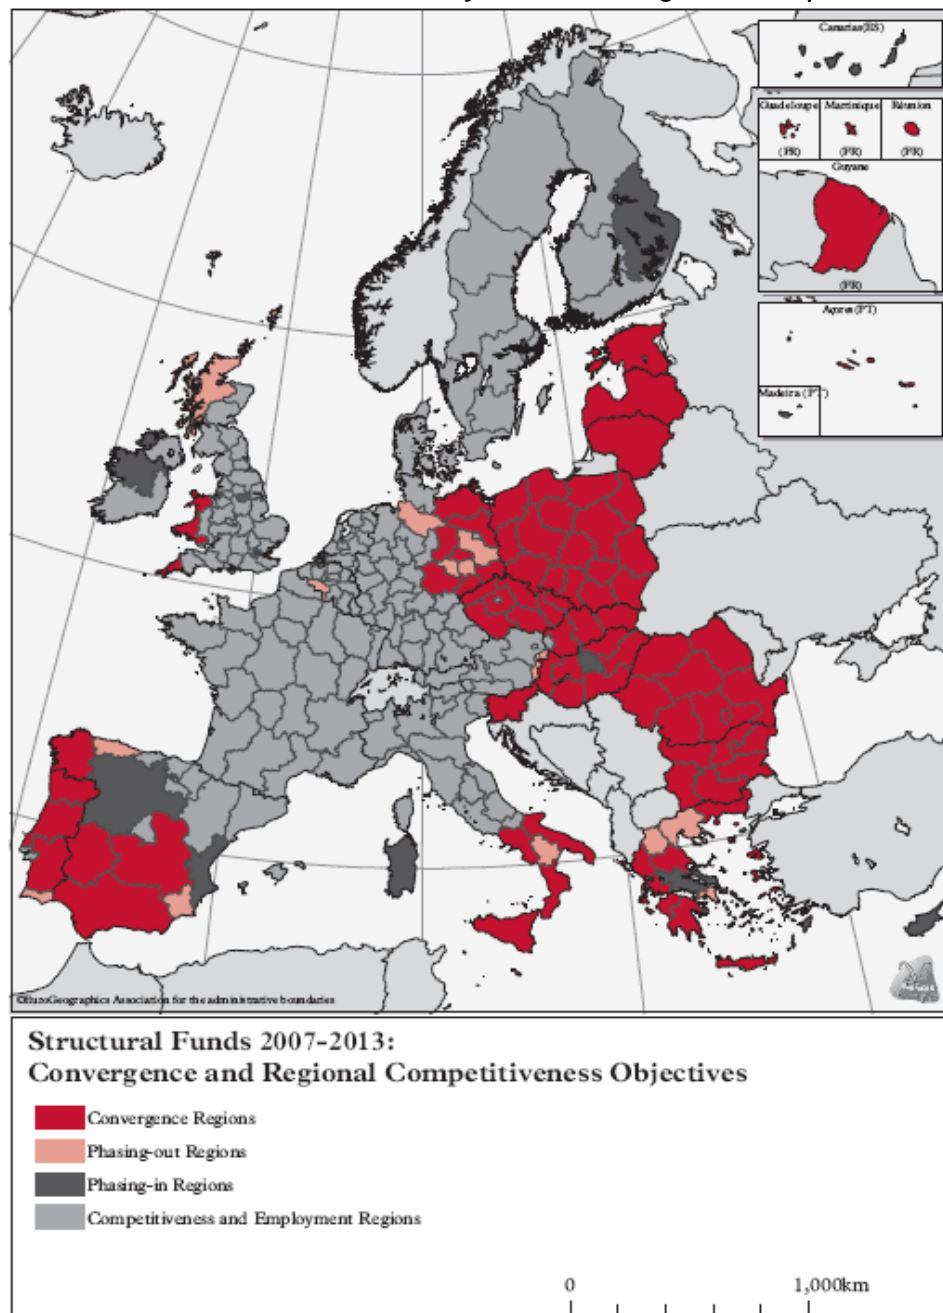 Canarias(ES)
Guadeloupe Martinique Réunion
(FR) (FR) (FR)
Guyane
(FR)
Açores(PT)
Madeira (PT)
©EuroGeographics Association for the administrative boundaries
Structural Funds 2007-2013:
Convergence and Regional Competitiveness Objectives
Convergence Regions
Phasing-out Regions
Phasing-in Regions
Competitiveness and Employment Regions
0 1,000km